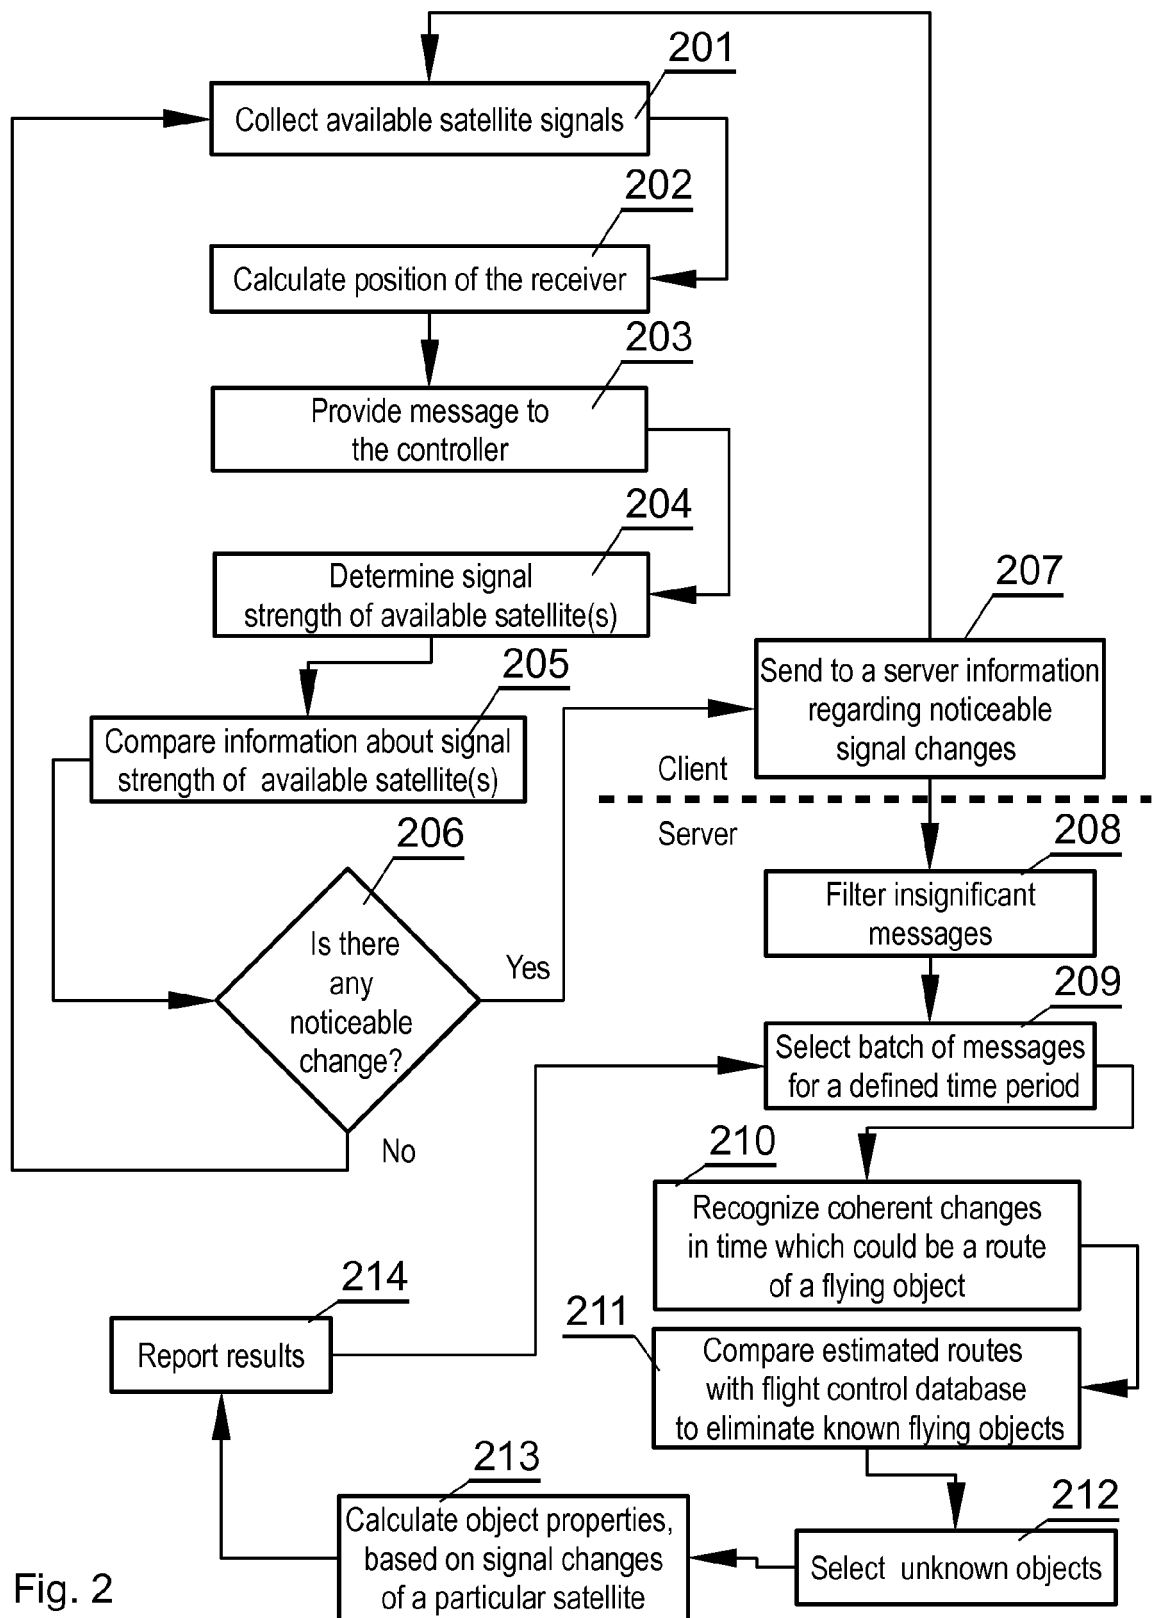 201
Collect available satellite signals
202
Calculate position of the receiver
203
Provide message to
the controller
204
Determine signal
strength of available satellite(s)
205
Compare information about signal
strength of available satellite(s)
206
Is there
any
noticeable
change?
Yes
No
207
Send to a server information
regarding noticeable
signal changes
Client
Server
208
Filter insignificant
messages
209
Select batch of messages
for a defined time period
210
Recognize coherent changes
in time which could be a route
of a flying object
211
Compare estimated routes
with flight control database
to eliminate known flying objects
212
Select unknown objects
213
Calculate object properties,
based on signal changes
of a particular satellite
214
Report results
Fig. 2